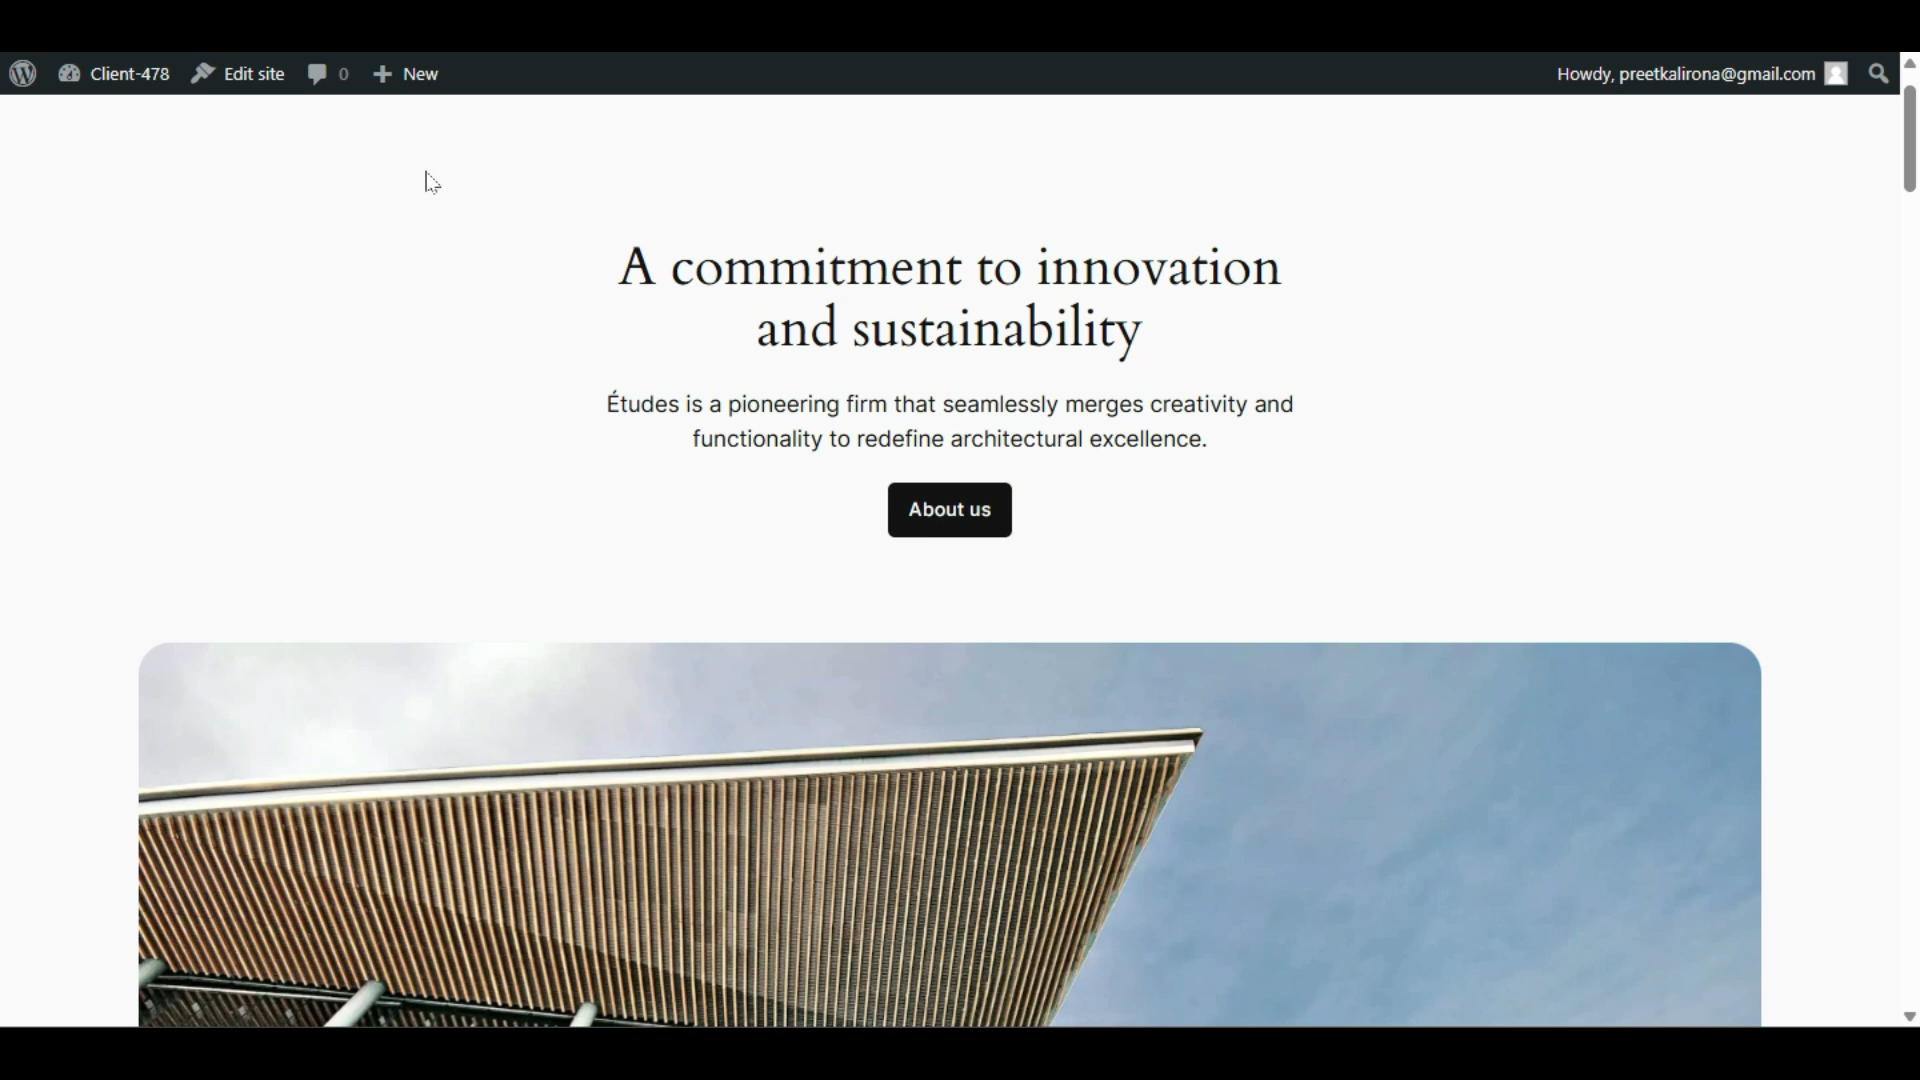 Client-478 Edit site 0 New Howdy, preetkalirona@gmail.com
A commitment to innovation
and sustainability
Études is a pioneering firm that seamlessly merges creativity and
functionality to redefine architectural excellence.
About us